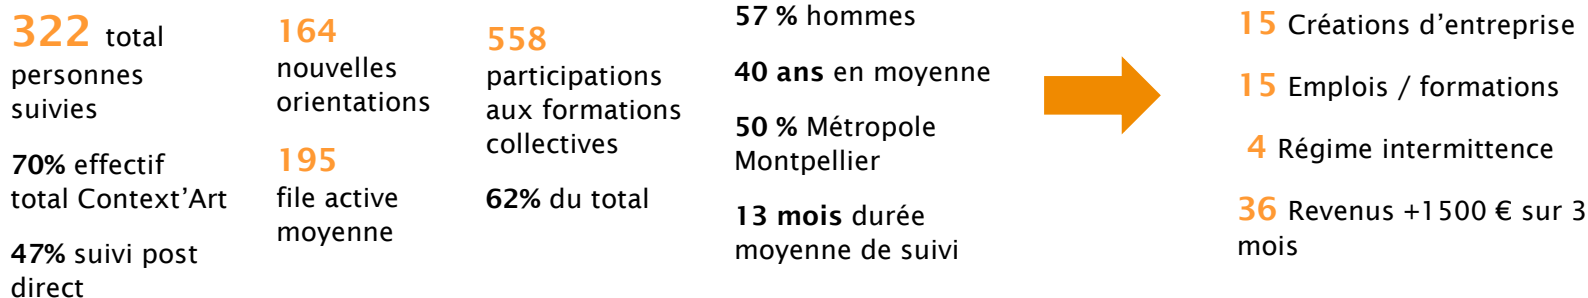 322 total
personnes
suivies
70% effectif
total Context’Art
47% suivi post
direct
164
nouvelles
orientations
195
file active
moyenne
558
participations
aux formations
collectives
62% du total
57 % hommes
40 ans en moyenne
50 % Métropole
Montpellier
13 mois durée
moyenne de suivi
15 Créations d’entreprise
15 Emplois / formations
4 Régime intermittence
36 Revenus +1500 € sur 3
mois